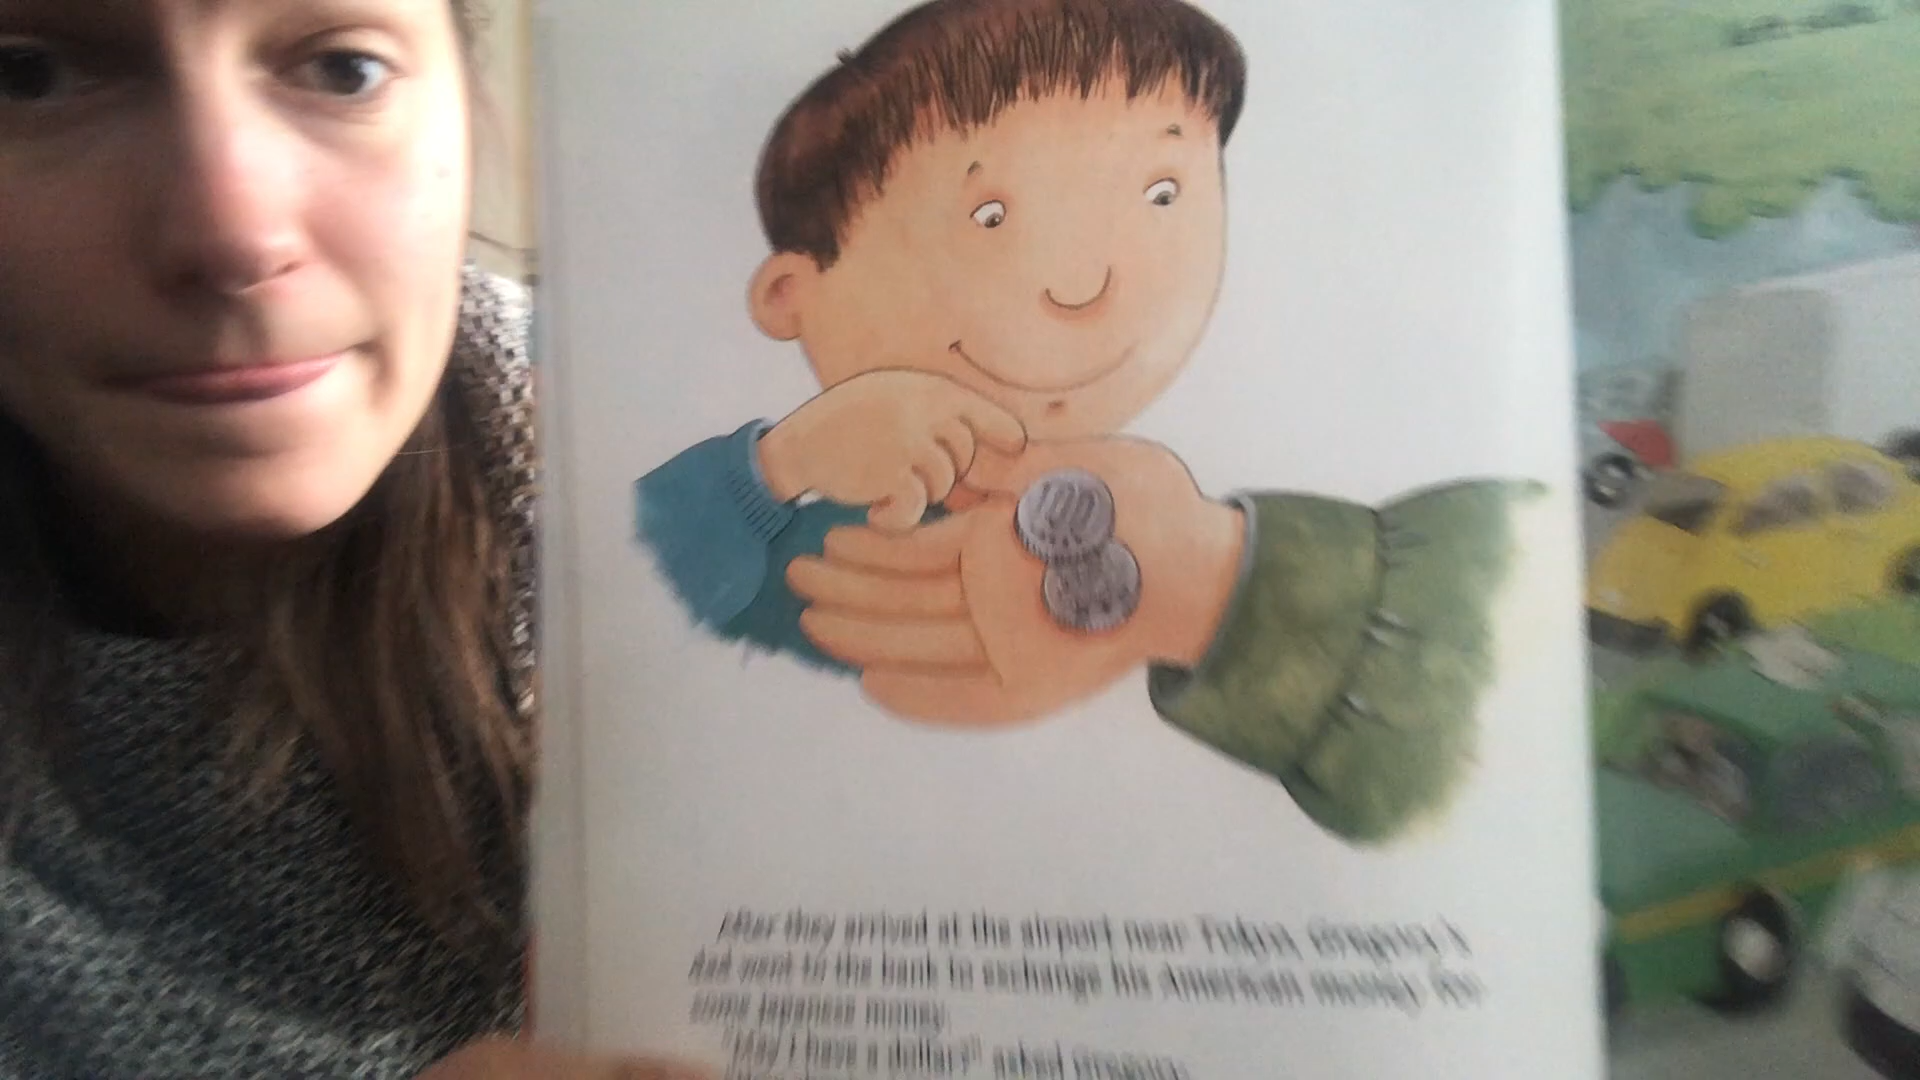 After they arrived at the airport near Tokyo, Gregory's
dad went to the bank to exchange his American money for
some Japanese money.
"May I have a dollar?" asked Gregory.